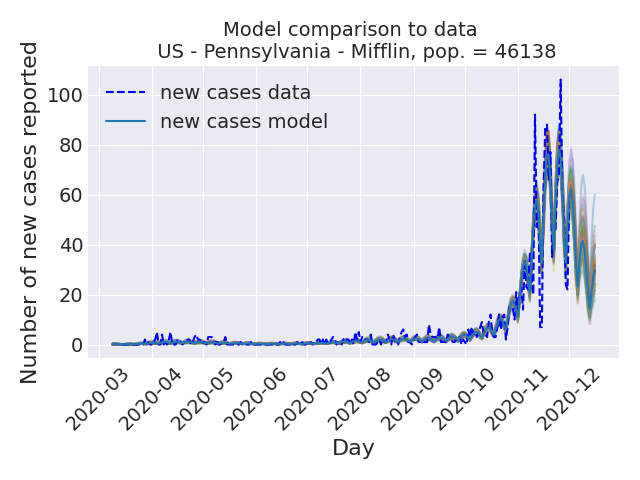 Model comparison to data
US - Pennsylvania - Mifflin, pop. = 46138
new cases data
new cases model
Number of new cases reported
100
80
60
40
20
0
2020-03
2020-04
2020-05
2020-06
2020-07
2020-08
2020-09
2020-10
2020-11
2020-12
Day